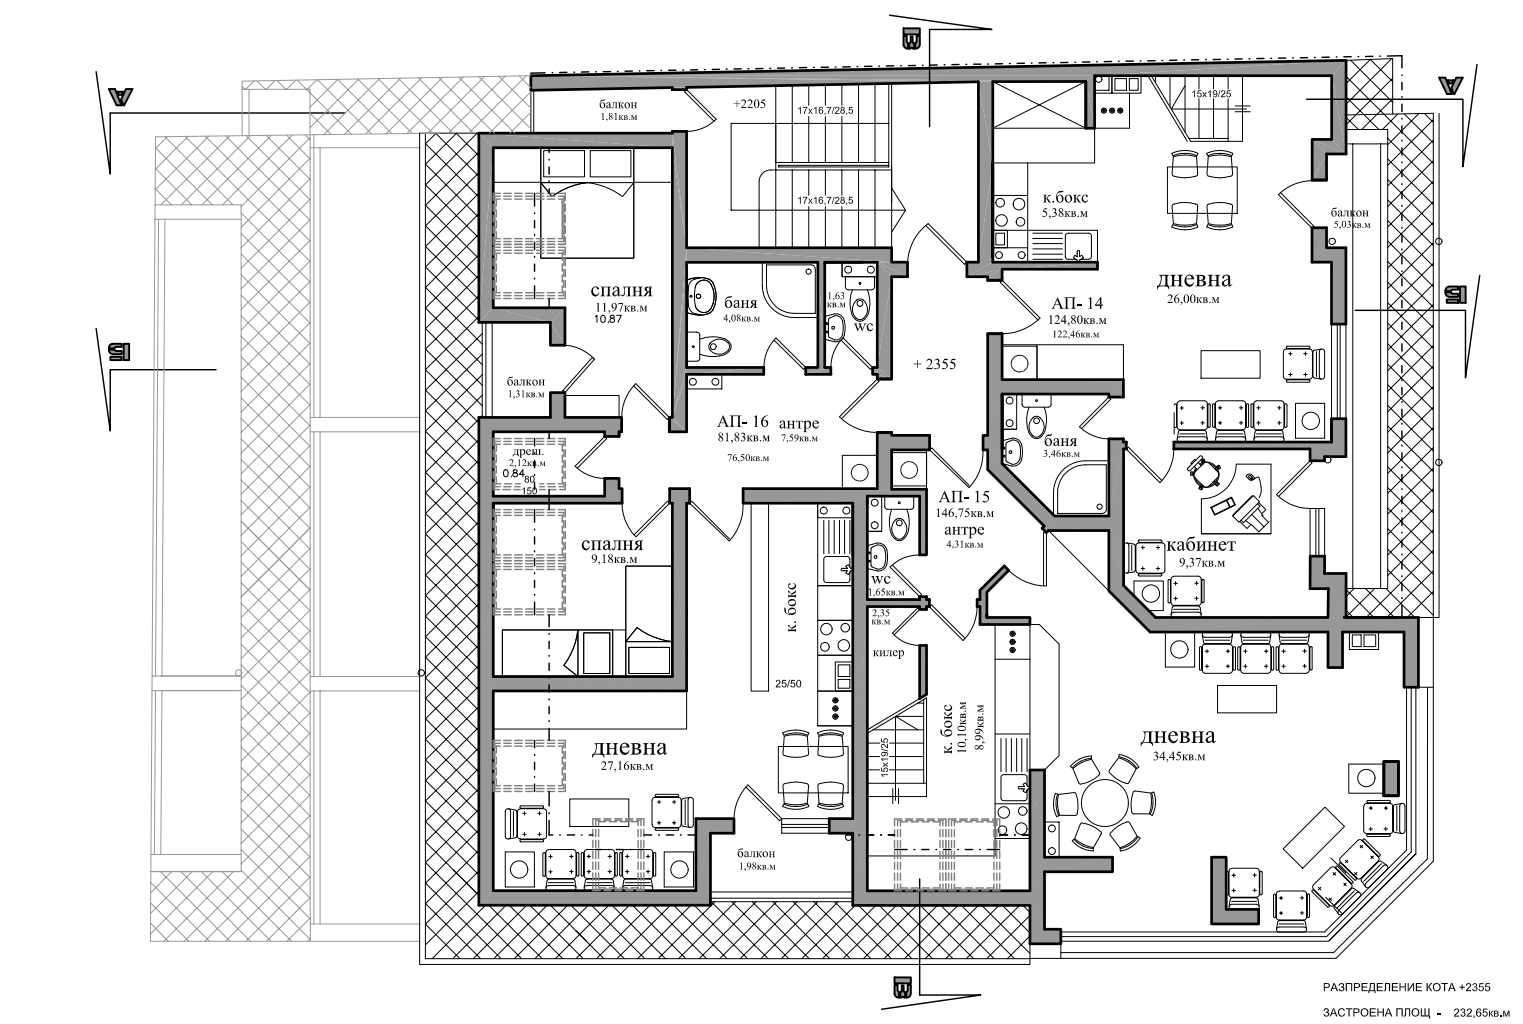 балкон
1,81кв.м
+2205
17x16,7/28,5
17x16,7/28,5
15x19/25
к.бокс
5,38кв.м
балкон
5,03кв.м
дневна
26,00кв.м
спалня
11,97кв.м
10.87
баня
4,08кв.м
1,63
кв.м
wc
АП- 14
124,80кв.м
122,46кв.м
+ 2355
балкон
1,31кв.м
АП- 16
81,83кв.м
76,50кв.м
антре
7,59кв.м
баня
3,46кв.м
дреш.
2,12кв.м
0.84
80
150
АП- 15
146,75кв.м
антре
4,31кв.м
спалня
9,18кв.м
кабинет
9,37кв.м
wc
1,65кв.м
к. бокс
2,35
кв.м
килер
25/50
15x19/25
к. бокс
10,10кв.м
8,99кв.м
дневна
27,16кв.м
дневна
34,45кв.м
балкон
1,98кв.м
РАЗПРЕДЕЛЕНИЕ КОТА +2355
ЗАСТРОЕНА ПЛОЩ - 232,65кв.м